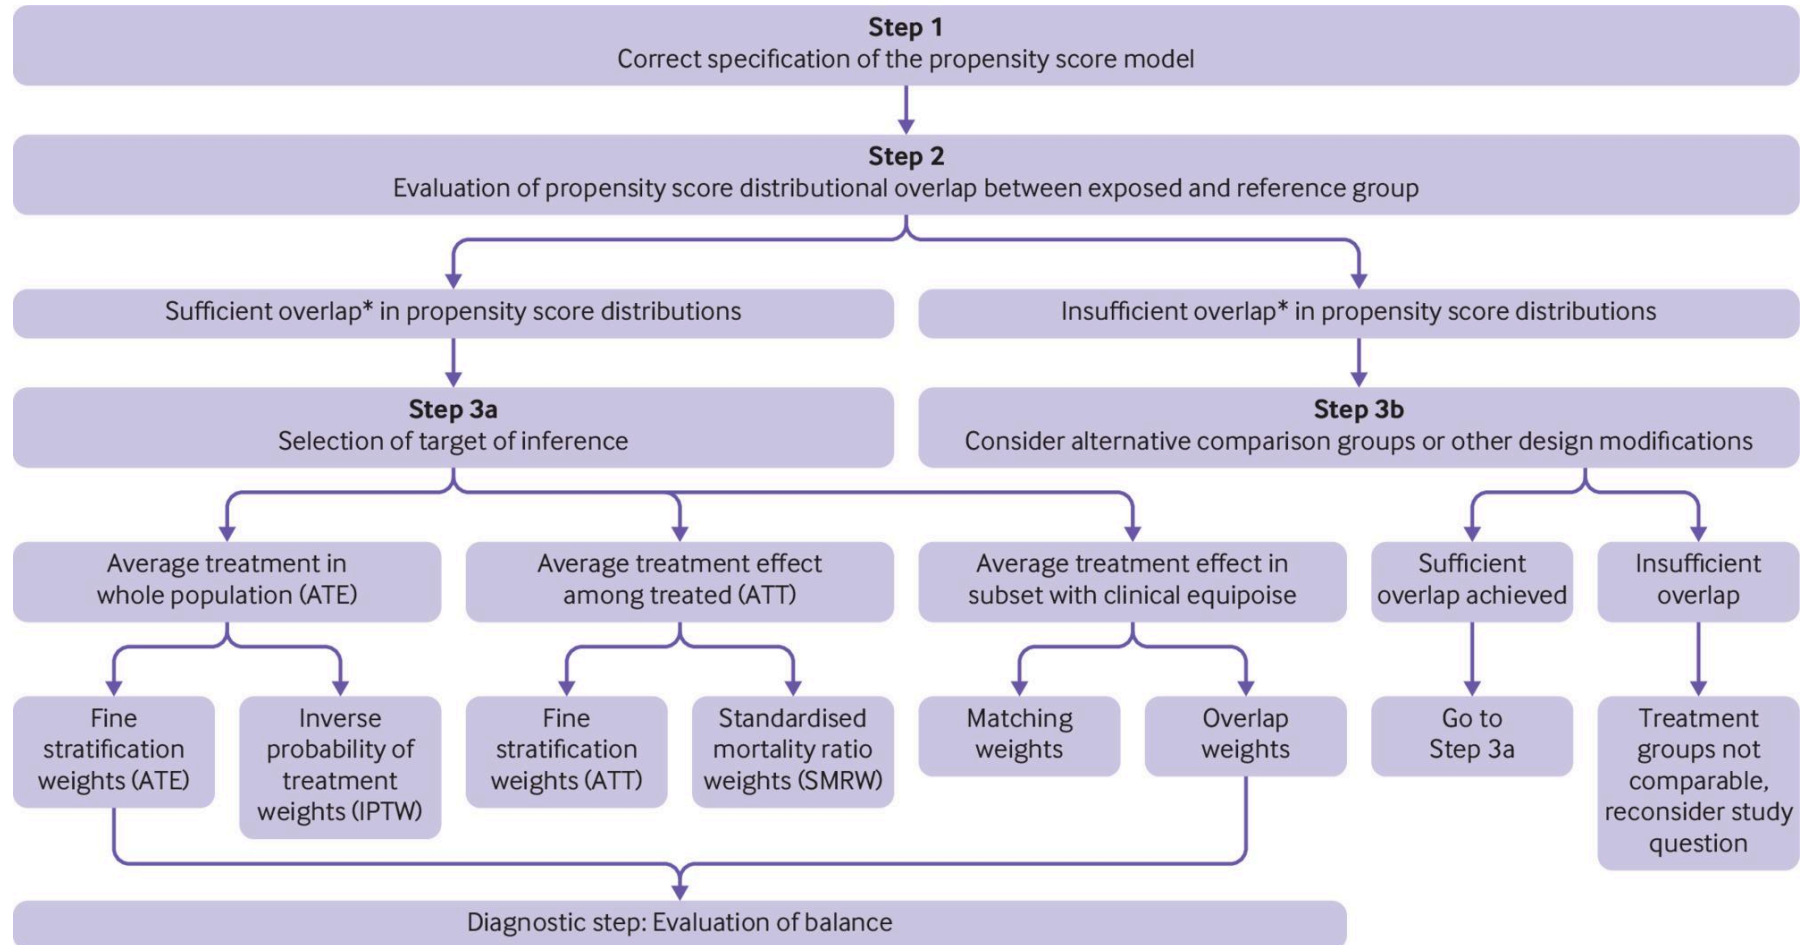 Step 1
Correct specification of the propensity score model
Step 2
Evaluation of propensity score distributional overlap between exposed and reference group
Sufficient overlap* in propensity score distributions
Insufficient overlap* in propensity score distributions
Step 3a
Selection of target of inference
Step 3b
Consider alternative comparison groups or other design modifications
Average treatment in
whole population (ATE)
Average treatment effect
among treated (ATT)
Average treatment effect in
subset with clinical equipoise
Sufficient
overlap achieved
Insufficient
overlap
Fine
stratification
weights (ATE)
Inverse
probability of
treatment
weights (IPTW)
Fine
stratification
weights (ATT)
Standardised
mortality ratio
weights (SMRW)
Matching
weights
Overlap
weights
Go to
Step 3a
Treatment
groups not
comparable,
reconsider study
question
Diagnostic step: Evaluation of balance